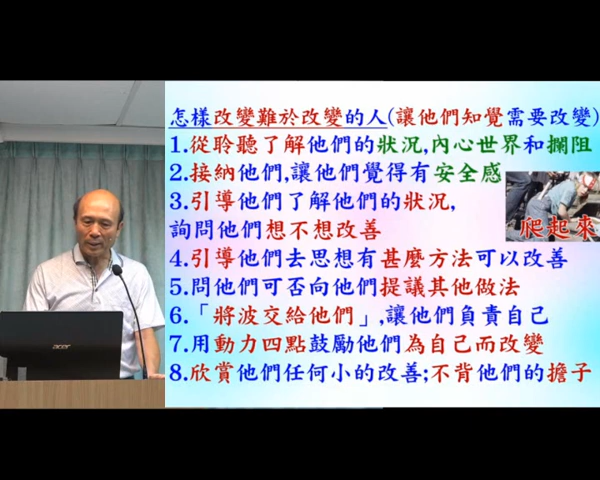 怎樣改變難於改變的人(讓他們知覺需要改變)
1.從聆聽了解他們的狀況,內心世界和攔阻
2.接納他們,讓他們覺得有安全感
3.引導他們了解他們的狀況,
詢問他們想不想改善
爬起來
4.引導他們去思想有甚麼方法可以改善
5.問他們可否向他們提議其他做法
6.「將波交給他們」,讓他們負責自己
7.用動力四點鼓勵他們為自己而改變
8.欣賞他們任何小的改善;不背他們的擔子
acer